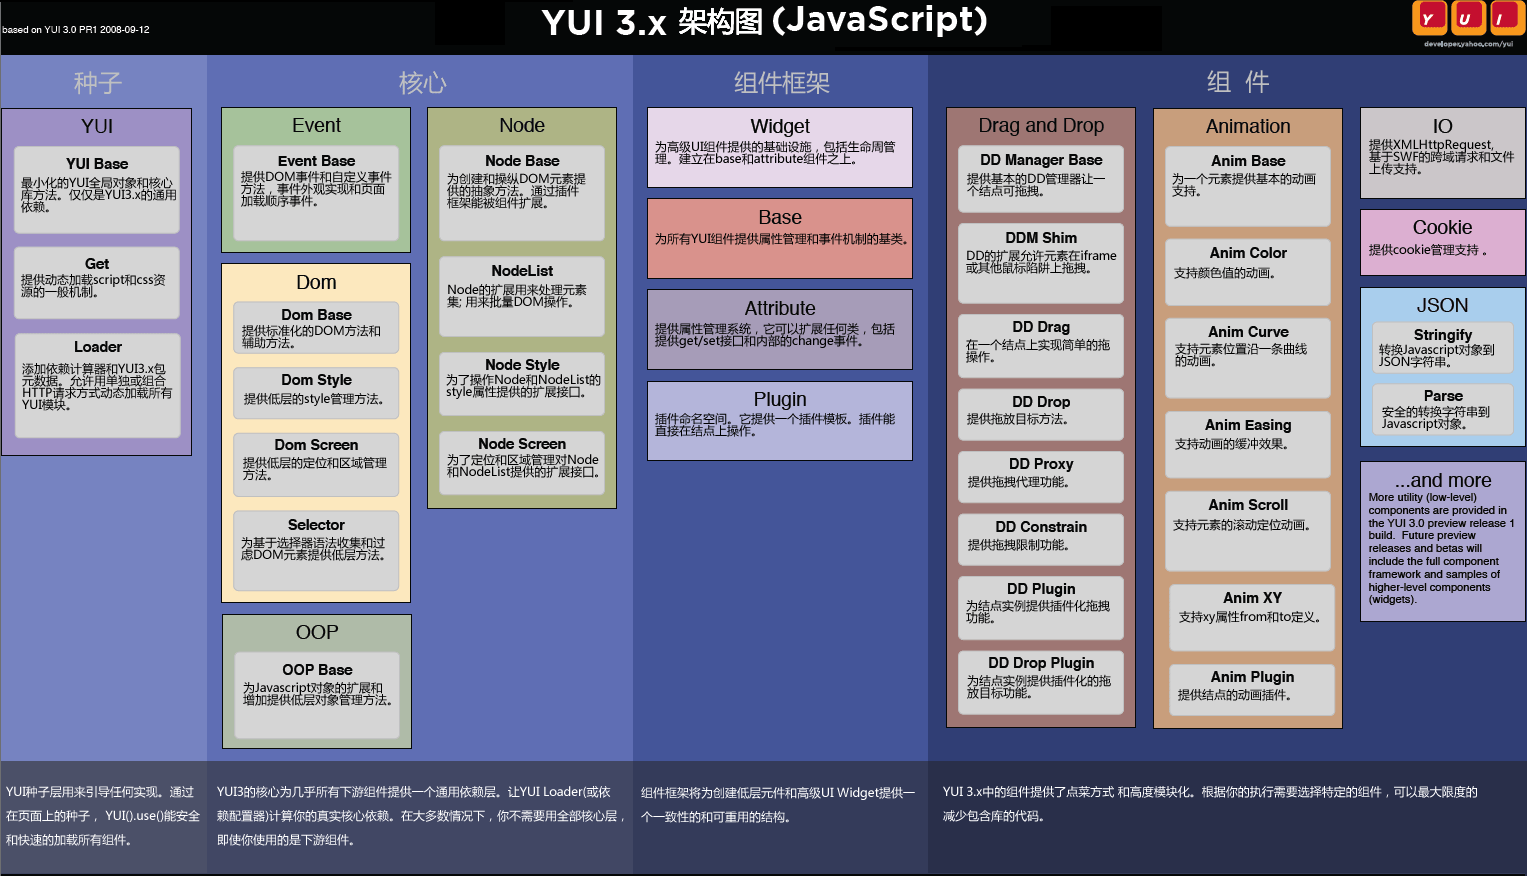 based on YUI 3.0 PR1 2008-09-12
YUI 3.x 架构图 (JavaScript)
Y U I
developer.yahoo.com/yui
种子
YUI
YUI Base
最小化的YUI全局对象和核心
库方法。仅仅是YUI3.x的通用
依赖。
Get
提供动态加载script和css资
源的一般机制。
Loader
添加依赖计算器和YUI3.x包
元数据。允许用单独或组合
HTTP请求方式动态加载所有
YUI模块。
YUI种子层用来引导任何实现。通过
在页面上的种子， YUI().use()能安全
和快速的加载所有组件。
核心
Event
Event Base
提供DOM事件和自定义事件
方法，事件外观实现和页面
加载顺序事件。
Dom
Dom Base
提供标准化的DOM方法和
辅助方法。
Dom Style
提供低层的style管理方法。
Dom Screen
提供低层的定位和区域管理
方法。
Selector
为基于选择器语法收集和过
虑DOM元素提供低层方法。
OOP
OOP Base
为Javascript对象的扩展和
增加提供低层对象管理方法。
Node
Node Base
为创建和操纵DOM元素提
供的抽象方法。通过插件
框架能被组件扩展。
NodeList
Node的扩展用来处理元素
集; 用来批量DOM操作。
Node Style
为了操作Node和NodeList的
style属性提供的扩展接口。
Node Screen
为了定位和区域管理对Node
和NodeList提供的扩展接口。
YUI3的核心为几乎所有下游组件提供一个通用依赖层。让YUI Loader(或依
赖配置器)计算你的真实核心依赖。在大多数情况下，你不需要用全部核心层，
即使你使用的是下游组件。
组件框架
Widget
为高级UI组件提供的基础设施，包括生命周管
理。建立在base和attribute组件之上。
Base
为所有YUI组件提供属性管理和事件机制的基类。
Attribute
提供属性管理系统，它可以扩展任何类，包括
提供get/set接口和内部的change事件。
Plugin
插件命名空间。它提供一个插件模板。插件能
直接在结点上操作。
组件框架将为创建低层元件和高级UI Widget提供一
个一致性的和可重用的结构。
组 件
Drag and Drop
DD Manager Base
提供基本的DD管理器让一
个结点可拖拽。
DDM Shim
DD的扩展允许元素在iframe
或其他鼠标陷阱上拖拽。
DD Drag
在一个结点上实现简单的拖
操作。
DD Drop
提供拖放目标方法。
DD Proxy
提供拖拽代理功能。
DD Constrain
提供拖拽限制功能。
DD Plugin
为结点实例提供插件化拖拽
功能。
DD Drop Plugin
为结点实例提供插件化的拖
放目标功能。
Animation
Anim Base
为一个元素提供基本的动画
支持。
Anim Color
支持颜色值的动画。
Anim Curve
支持元素位置沿一条曲线
的动画。
Anim Easing
支持动画的缓冲效果。
Anim Scroll
支持元素的滚动定位动画。
Anim XY
支持xy属性from和to定义。
Anim Plugin
提供结点的动画插件。
IO
提供XMLHttpRequest,
基于SWF的跨域请求和文件
上传支持。
Cookie
提供cookie管理支持 。
JSON
Stringify
转换Javascript对象到
JSON字符串。
Parse
安全的转换字符串到
Javascript对象。
...and more
More utility (low-level)
components are provided in
the YUI 3.0 preview release 1
build. Future preview
releases and betas will
include the full component
framework and samples of
higher-level components
(widgets).
YUI 3.x中的组件提供了点菜方式 和高度模块化。根据你的执行需要选择特定的组件，可以最大限度的
减少包含库的代码。